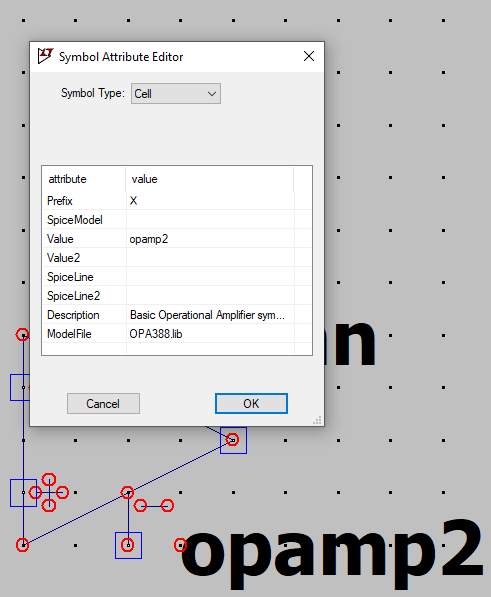 Symbol Attribute Editor
Symbol Type: Cell
attribute value
Prefix X
SpiceModel
Value opamp2
Value2
SpiceLine
SpiceLine2
Description Basic Operational Amplifier sym...
ModelFile OPA388.lib
Cancel OK
opamp2